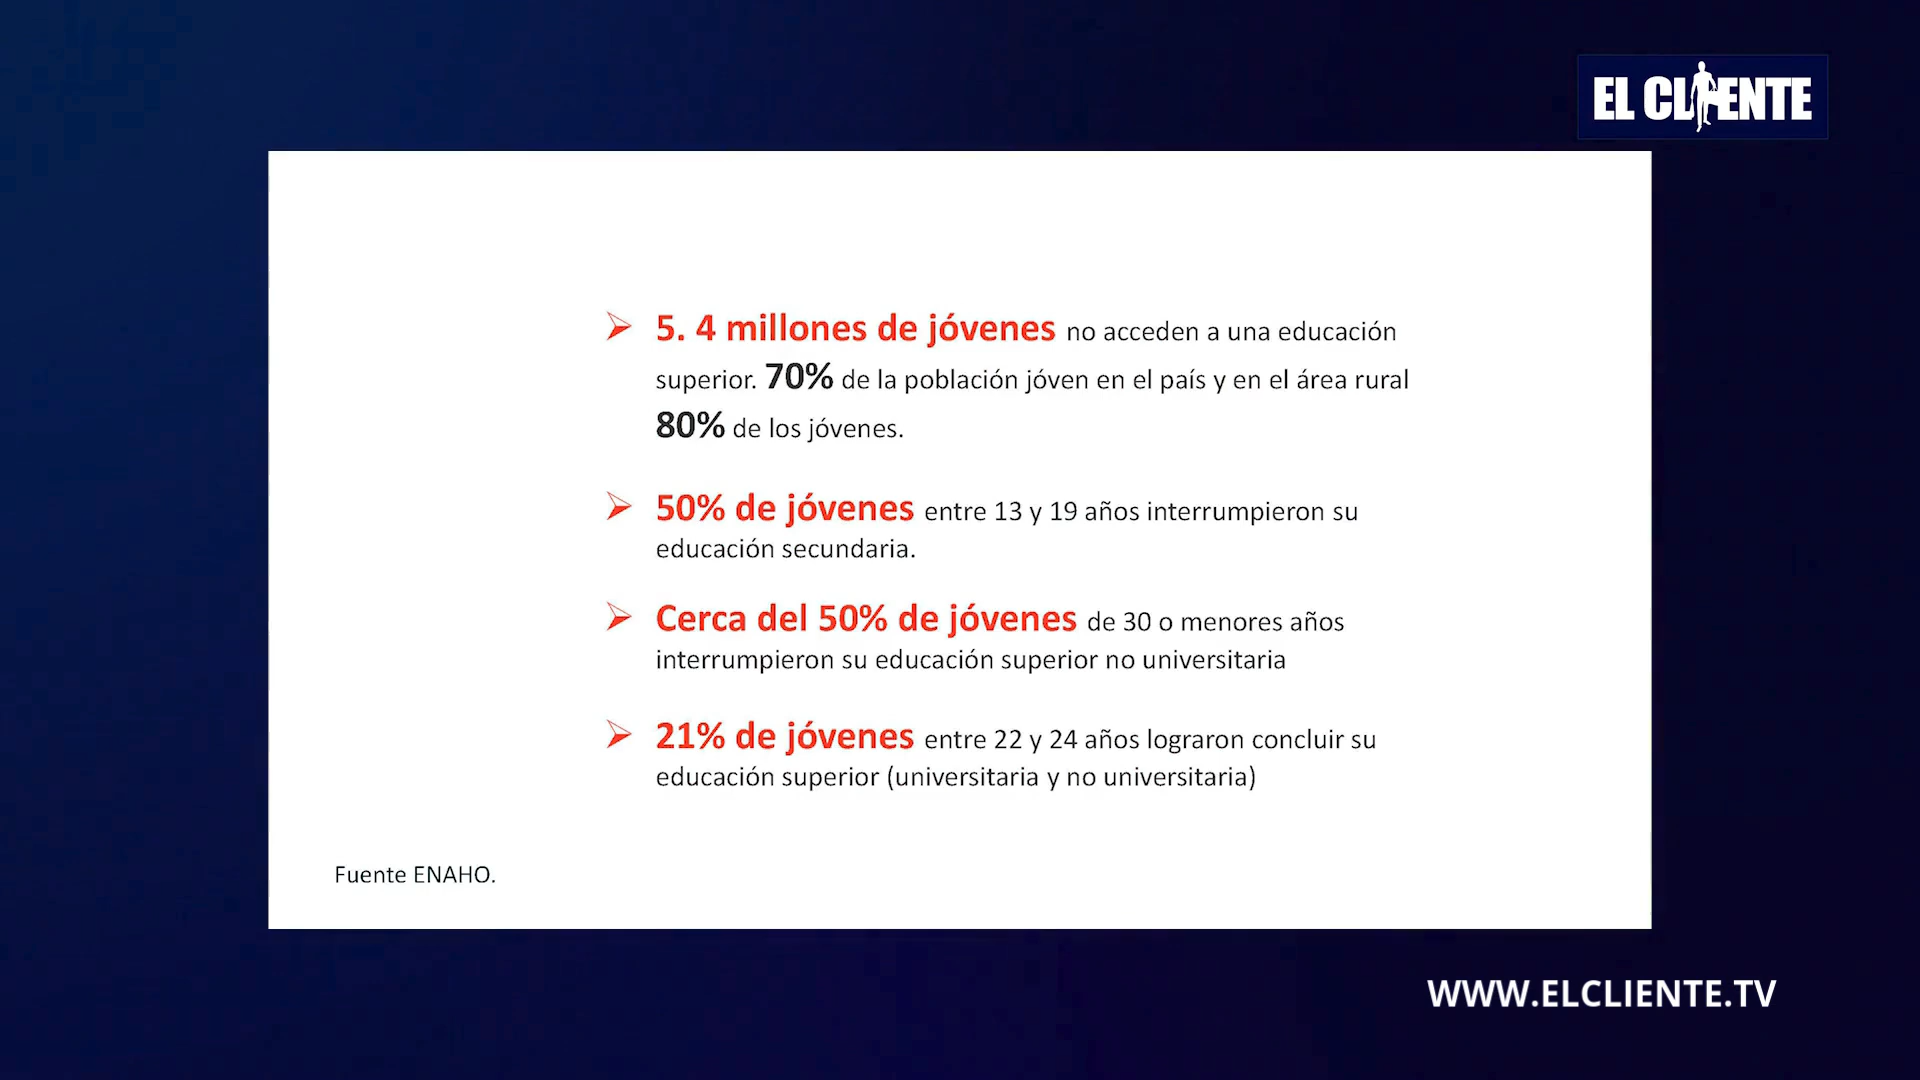 EL CLIENTE
5. 4 millones de jóvenes no acceden a una educación
superior. 70% de la población jóven en el país y en el área rural
80% de los jóvenes.
50% de jóvenes entre 13 y 19 años interrumpieron su
educación secundaria.
Cerca del 50% de jóvenes de 30 o menores años
interrumpieron su educación superior no universitaria
21% de jóvenes entre 22 y 24 años lograron concluir su
educación superior (universitaria y no universitaria)
Fuente ENAHO.
WWW.ELCLIENTE.TV